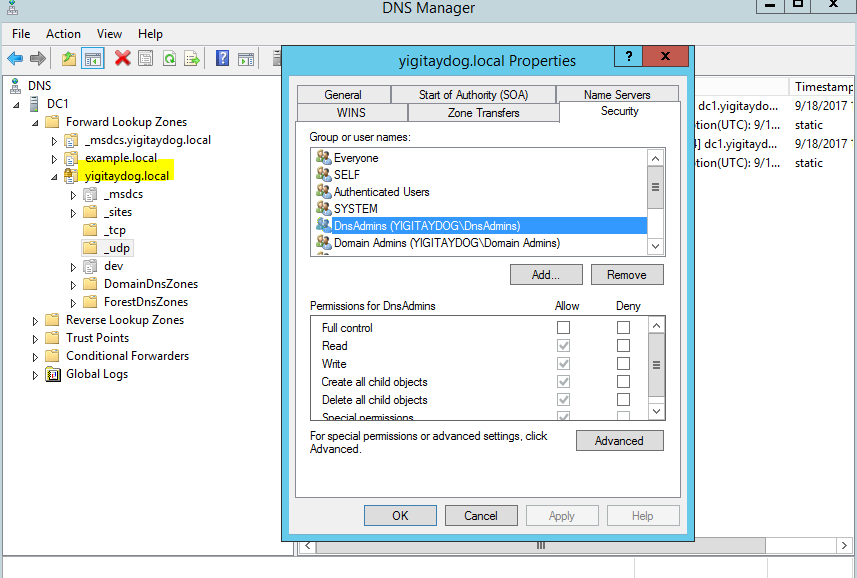 DNS Manager
File Action View Help
DNS
DC1
Forward Lookup Zones
_msdcs.yigitaydog.local
example.local
yigitaydog.local
_msdcs
_sites
_tcp
_udp
dev
DomainDnsZones
ForestDnsZones
Reverse Lookup Zones
Trust Points
Conditional Forwarders
Global Logs
yigitaydog.local Properties
?
x
General Start of Authority (SOA) Name Servers
WINS Zone Transfers Security
Group or user names:
Everyone
SELF
Authenticated Users
SYSTEM
DnsAdmins (YIGITAYDOG\DnsAdmins)
Domain Admins (YIGITAYDOG\Domain Admins)
Add... Remove
Permissions for DnsAdmins Allow Deny
Full control
Read
Write
Create all child objects
Delete all child objects
Special permissions
For special permissions or advanced settings, click
Advanced.
Advanced
OK Cancel Apply Help
Timestamp
dc1.yigitaydo... 9/18/2017
ption(UTC): 9/1... static
4] dc1.yigitaydo... 9/18/2017
ption(UTC): 9/1... static